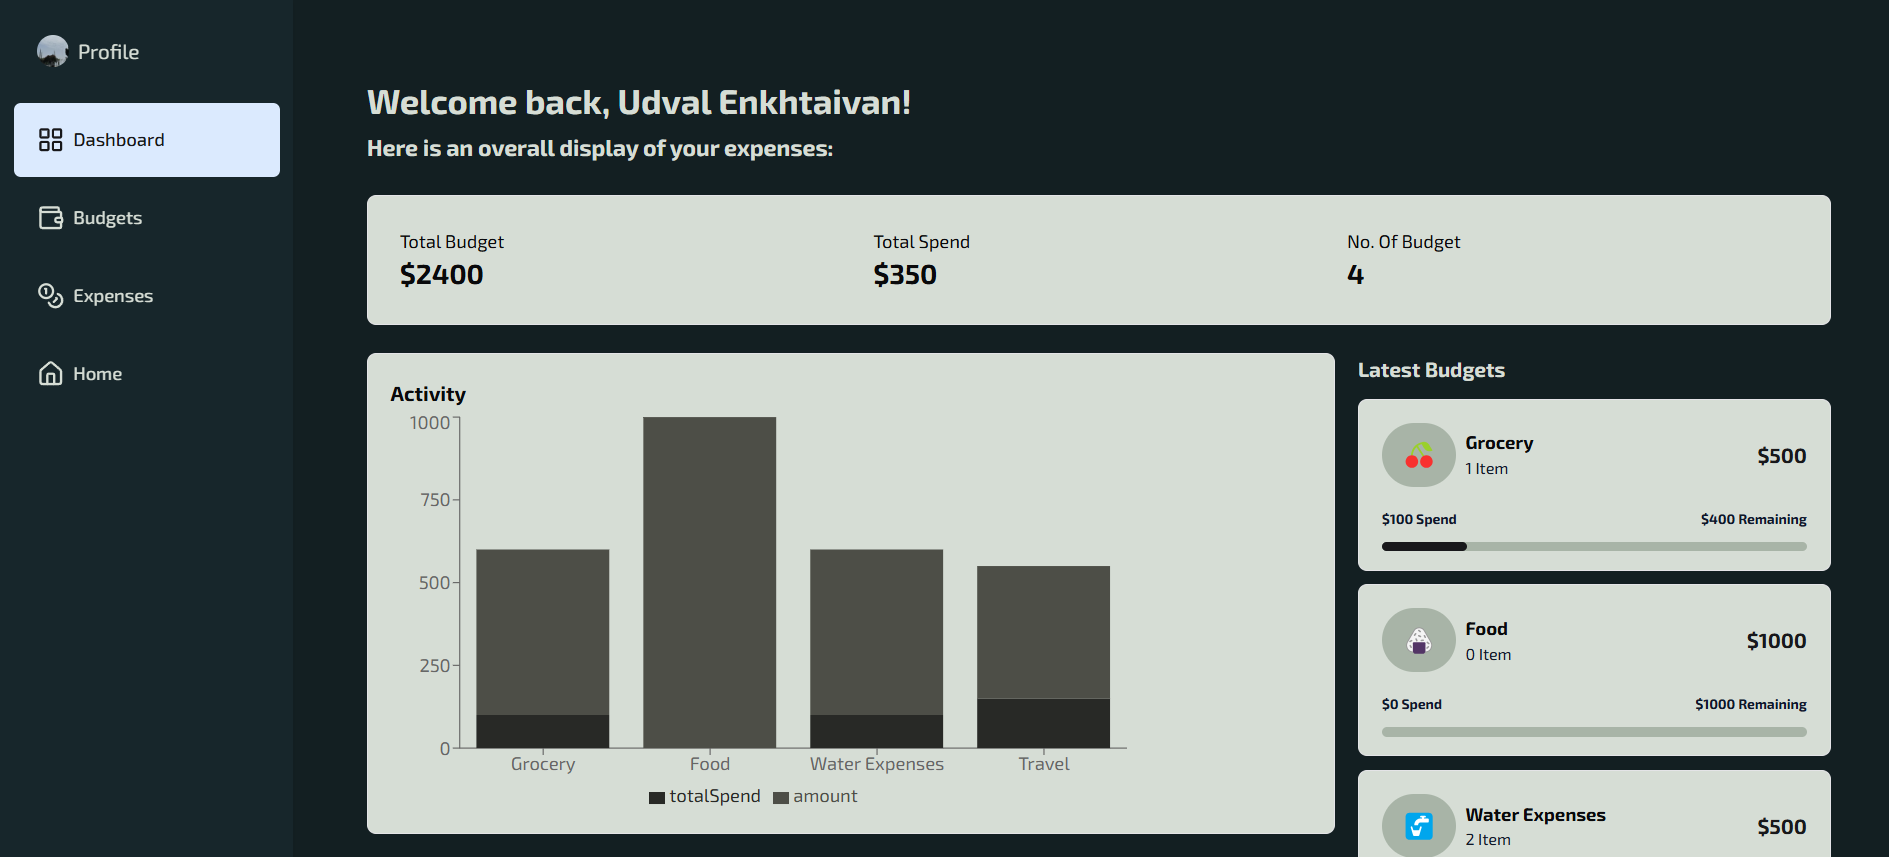 Profile
Dashboard
Budgets
Expenses
Home
Welcome back, Udval Enkhtaivan!
Here is an overall display of your expenses:
Total Budget
$2400
Total Spend
$350
No. Of Budget
4
Activity
1000
750
500
250
0
Grocery Food Water Expenses Travel
totalSpend amount
Latest Budgets
Grocery
1 Item
$500
$100 Spend $400 Remaining
Food
0 Item
$1000
$0 Spend $1000 Remaining
Water Expenses
2 Item
$500